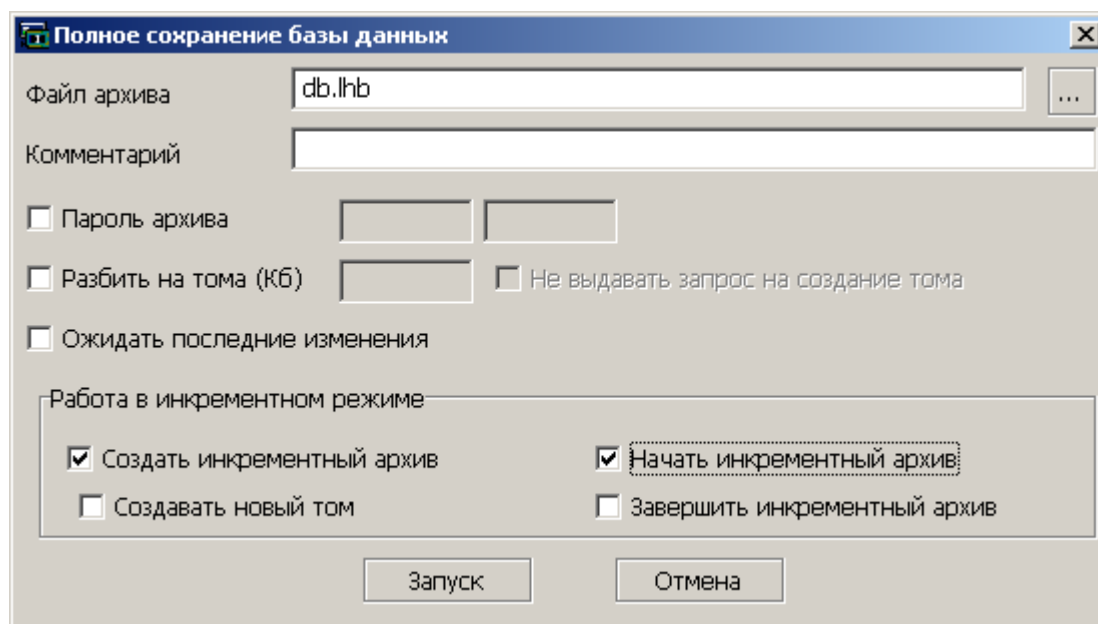 Полное сохранение базы данных
Файл архива db.lhb ...
Комментарий
Пароль архива
Разбить на тома (Кб) Не выдавать запрос на создание тома
Ожидать последние изменения
Работа в инкрементном режиме
Создать инкрементный архив Начать инкрементный архив
Создавать новый том Завершить инкрементный архив
Запуск Отмена